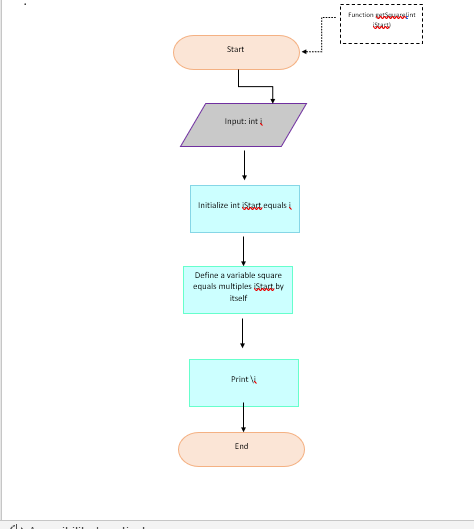 Function getSquare(int
iStart)
Start
Input: int i
Initialize int iStart equals i
Define a variable square
equals multiples iStart by
itself
Print \i
End